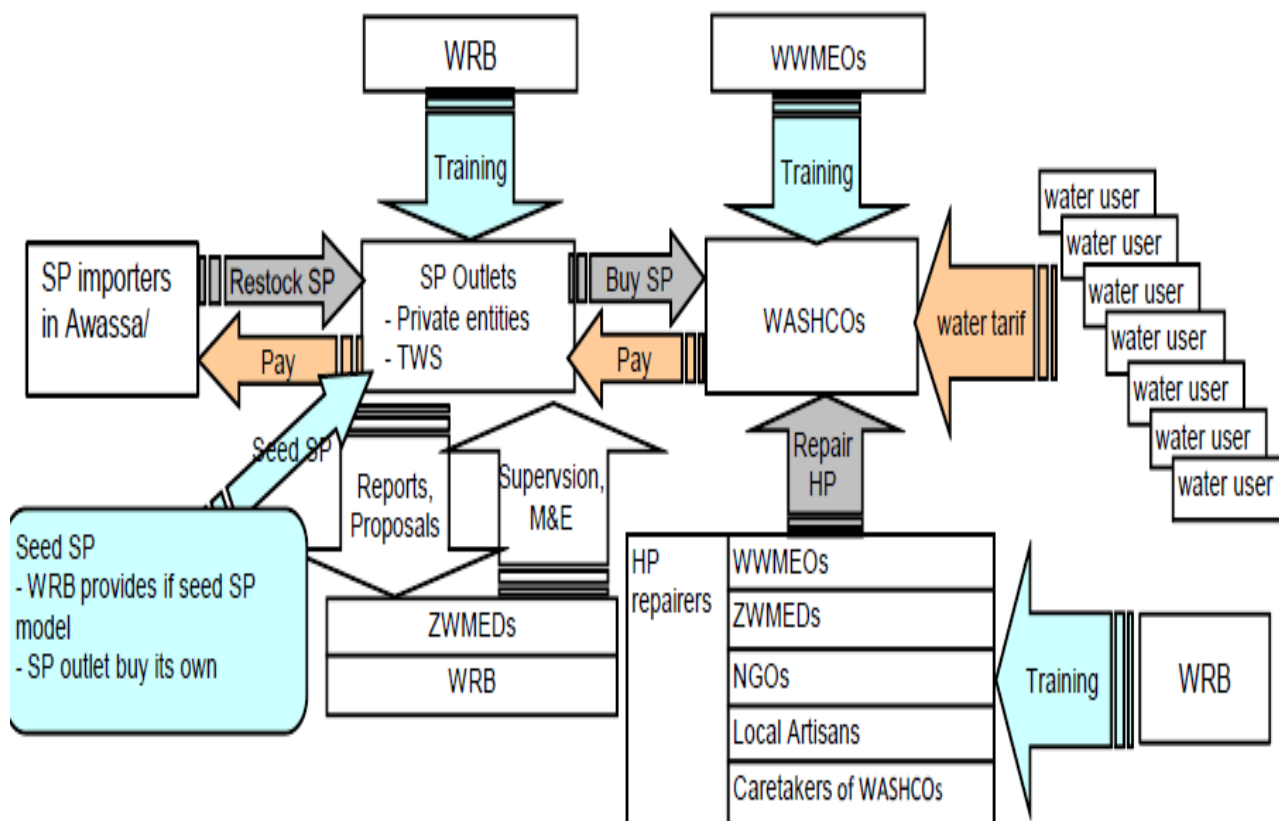 WRB
WWMEOs
Training
Training
water user
water user
water user
water user
water user
water user
water user
SP importers
in Awassa/
Restock SP
Pay
SP Outlets
- Private entities
- TWS
Buy SP
Pay
WASHCOs
water tarif
Seed SP
Reports,
Proposals
Supervsion,
M&E
Repair
HP
Seed SP
- WRB provides if seed SP
model
- SP outlet buy its own
ZWMEDs
WRB
HP
repairers
WWMEOs
ZWMEDs
NGOs
Local Artisans
Caretakers of WASHCOs
Training
WRB